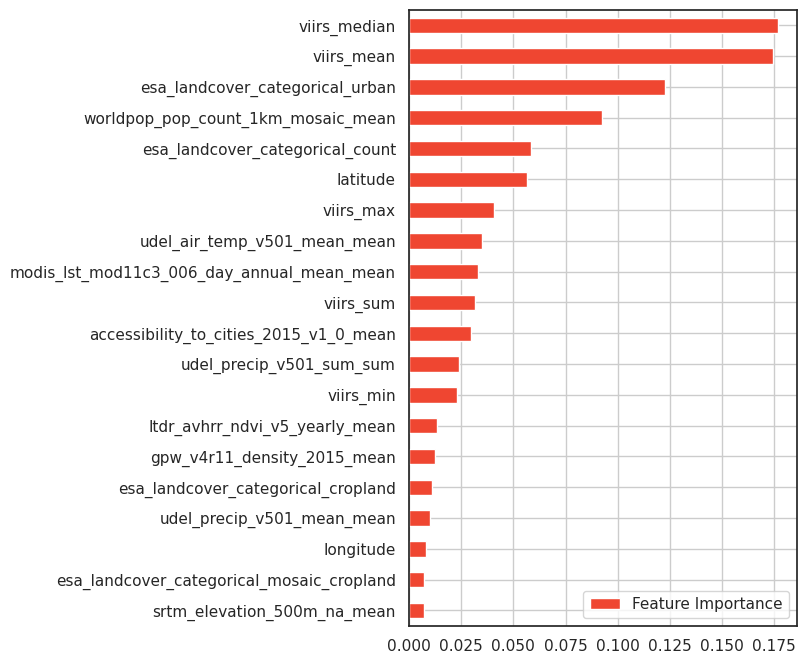 viirs_median
viirs_mean
esa_landcover_categorical_urban
worldpop_pop_count_1km_mosaic_mean
esa_landcover_categorical_count
latitude
viirs_max
udel_air_temp_v501_mean_mean
modis_lst_mod11c3_006_day_annual_mean_mean
viirs_sum
accessibility_to_cities_2015_v1_0_mean
udel_precip_v501_sum_sum
viirs_min
ltdr_avhrr_ndvi_v5_yearly_mean
gpw_v4r11_density_2015_mean
esa_landcover_categorical_cropland
udel_precip_v501_mean_mean
longitude
esa_landcover_categorical_mosaic_cropland
srtm_elevation_500m_na_mean
Feature Importance
0.000 0.025 0.050 0.075 0.100 0.125 0.150 0.175